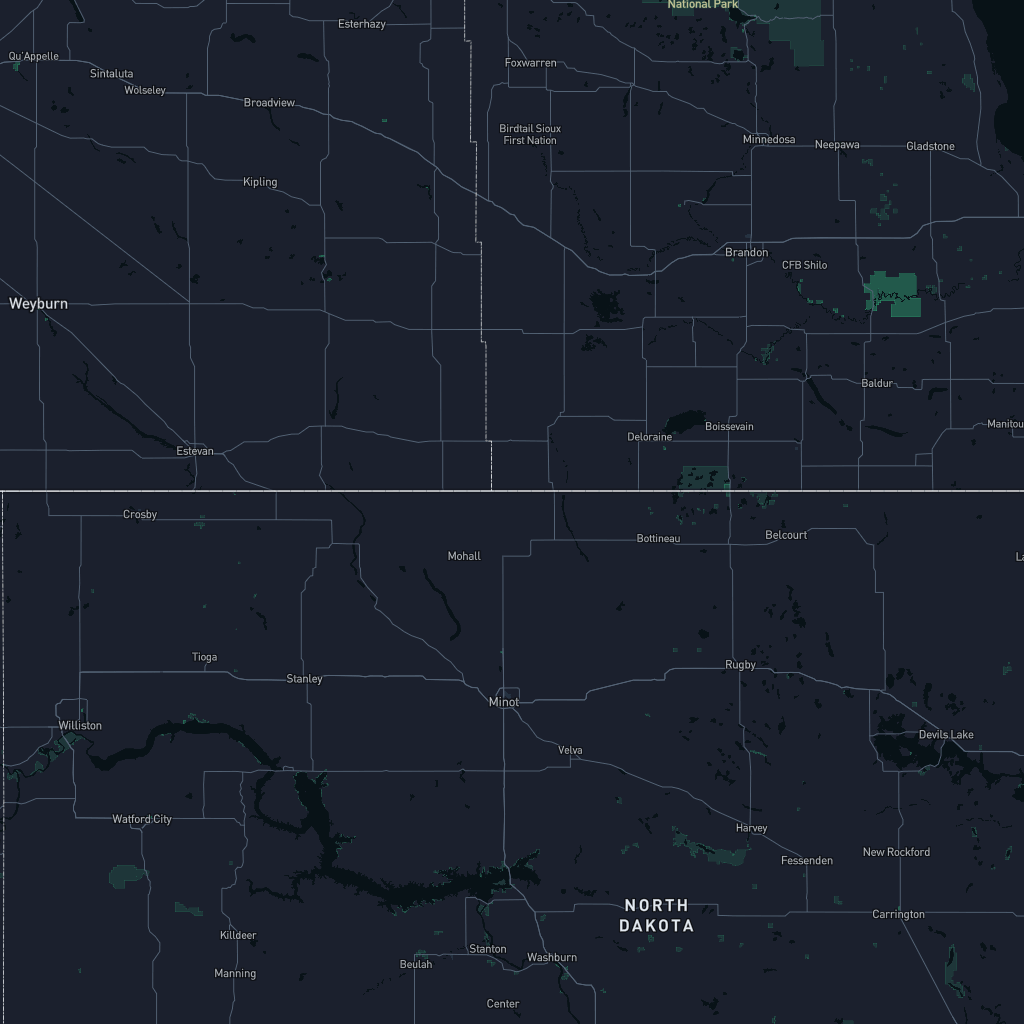 National Park
Esterhazy
Qu'Appelle
Foxwarren
Sintaluta
Wolseley
Broadview
Birdtail Sioux
First Nation
Minnedosa
Neepawa
Gladstone
Kipling
Brandon
CFB Shilo
Weyburn
Baldur
Manitou
Boissevain
Deloraine
Estevan
Crosby
Belcourt
Bottineau
Mohall
La
Tioga
Rugby
Stanley
Minot
Williston
Devils Lake
Velva
Watford City
Harvey
New Rockford
Fessenden
NORTH
DAKOTA
Carrington
Killdeer
Stanton
Washburn
Beulah
Manning
Center